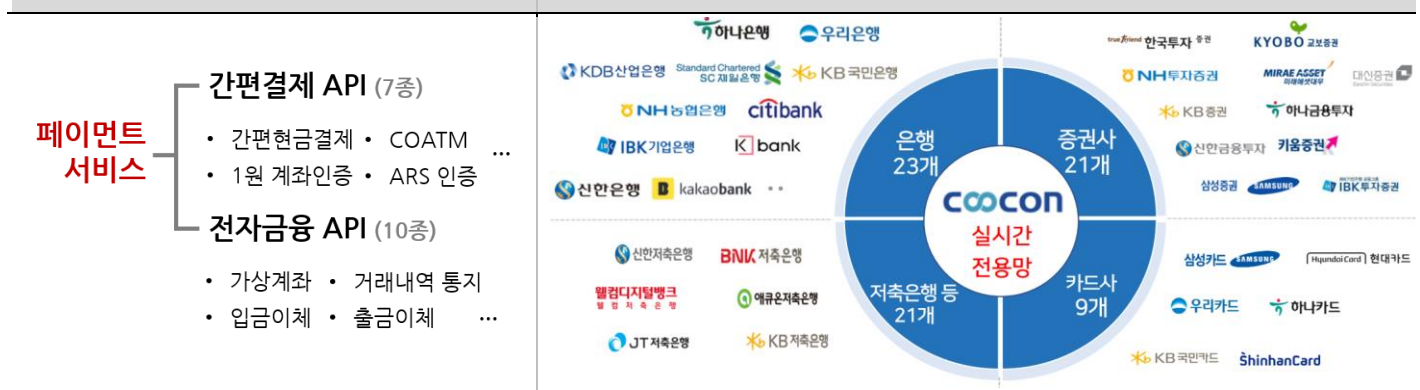 페이먼트
서비스
간편결제 API (7종)
• 간편현금결제 • COATM
• 1원 계좌인증 • ARS 인증
...
전자금융 API (10종)
• 가상계좌 • 거래내역 통지
• 입금이체 • 출금이체
...
하나은행 우리은행
KDB산업은행 Standard Chartered SC제일은행 KB국민은행
NH농협은행 citibank
IBK기업은행 K bank
신한은행 B kakaobank ··
true friend 한국투자증권 KYOBO 교보증권
NH투자증권 MIRAE ASSET 미래에셋대우 대신증권
KB증권 하나금융투자
신한금융투자 키움증권
삼성증권 SAMSUNG IBK투자증권
은행
23개
증권사
21개
coocon
실시간
전용망
저축은행 등
21개
카드사
9개
신한저축은행 BNK저축은행
웰컴디지털뱅크
웰컴저축은행
애큐온저축은행
JT저축은행 KB저축은행
삼성카드 SAMSUNG HyundaiCard 현대카드
우리카드 하나카드
KB국민카드 ShinhanCard